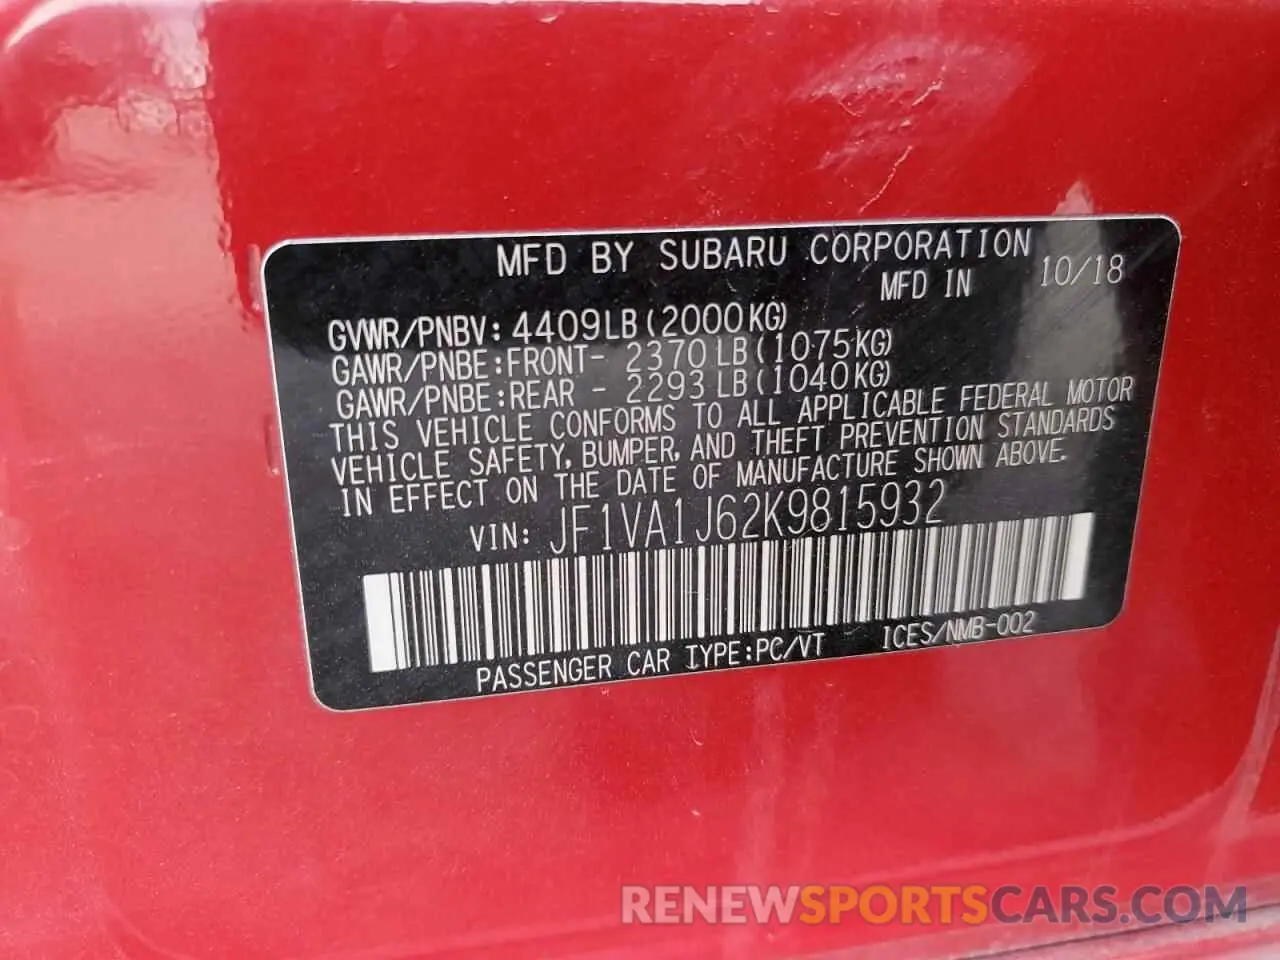 MFD BY SUBARU CORPORATION
MFD IN 10/18
GVWR/PNBV: 4409LB(2000KG)
GAWR/PNBE:FRONT- 2370LB(1075KG)
GAWR/PNBE:REAR - 2293LB(1040KG)
THIS VEHICLE CONFORMS TO ALL APPLICABLE FEDERAL MOTOR
VEHICLE SAFETY, BUMPER, AND THEFT PREVENTION STANDARDS
IN EFFECT ON THE DATE OF MANUFACTURE SHOWN ABOVE.
VIN: JF1VA1J62K9815932
PASSENGER CAR TYPE:PC/VT ICES/NMB-002
RENEWSPORTSCARS.COM